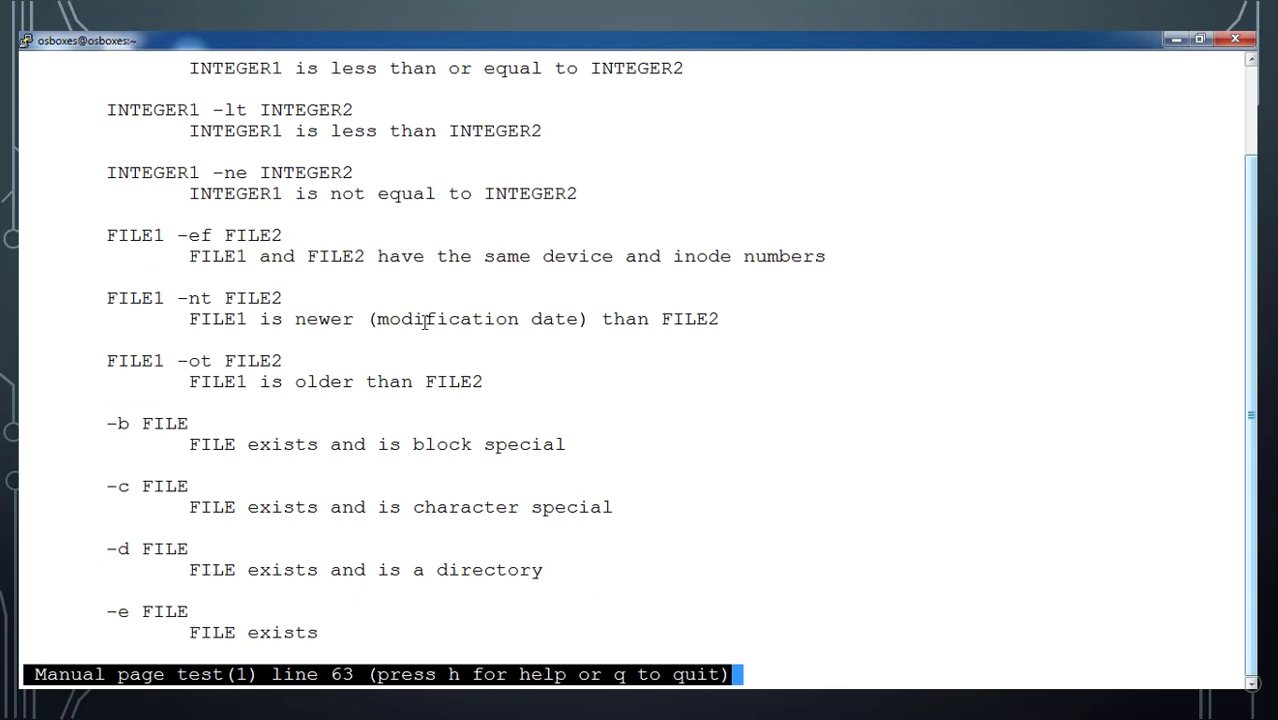 osboxes@osboxes:~
INTEGER1 is less than or equal to INTEGER2
INTEGER1 -lt INTEGER2
INTEGER1 is less than INTEGER2
INTEGER1 -ne INTEGER2
INTEGER1 is not equal to INTEGER2
FILE1 -ef FILE2
FILE1 and FILE2 have the same device and inode numbers
FILE1 -nt FILE2
FILE1 is newer (modification date) than FILE2
FILE1 -ot FILE2
FILE1 is older than FILE2
-b FILE
FILE exists and is block special
-c FILE
FILE exists and is character special
-d FILE
FILE exists and is a directory
-e FILE
FILE exists
Manual page test(1) line 63 (press h for help or q to quit)